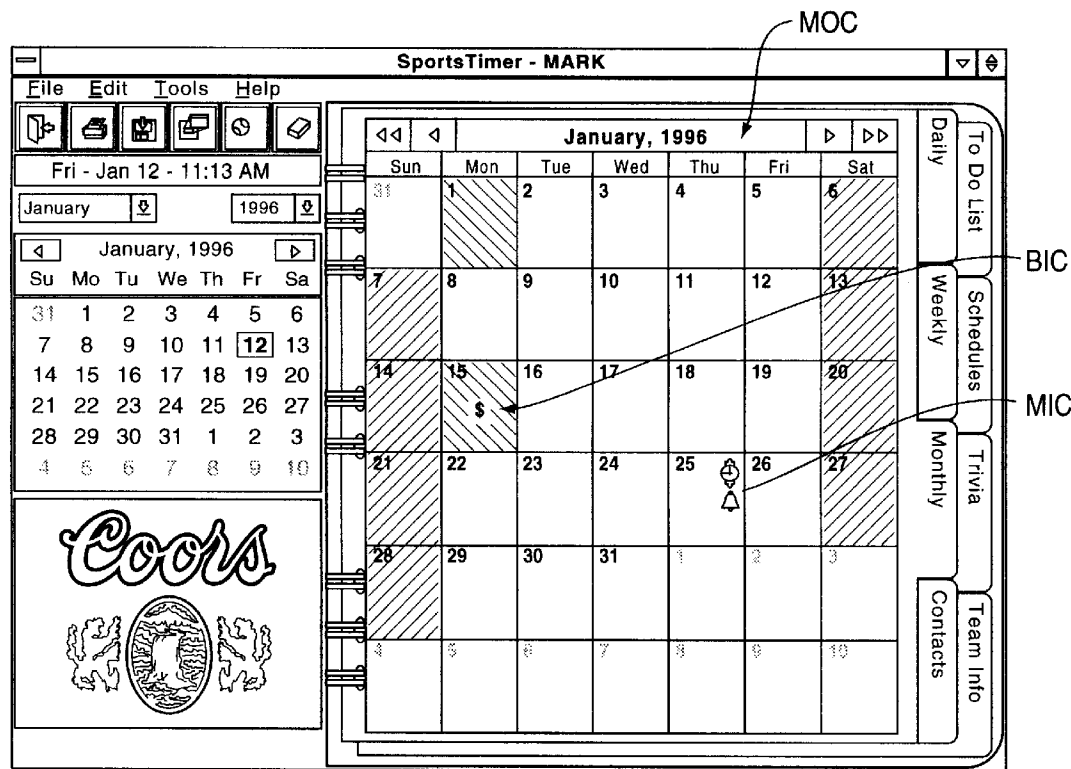 MOC
SportsTimer - MARK
File Edit Tools Help
Fri - Jan 12 - 11:13 AM
January 1996
January, 1996
Su Mo Tu We Th Fr Sa
31 1 2 3 4 5 6
7 8 9 10 11 12 13
14 15 16 17 18 19 20
21 22 23 24 25 26 27
28 29 30 31 1 2 3
4 5 6 7 8 9 10
Coors
January, 1996
Sun Mon Tue Wed Thu Fri Sat
31 1 2 3 4 5 6
7 8 9 10 11 12 13
14 15 16 17 18 19 20
$
21 22 23 24 25 26 27
28 29 30 31 1 2 3
4 5 6 7 8 9 10
Daily
Weekly
Monthly
Contacts
To Do List
Schedules
Trivia
Team Info
BIC
MIC